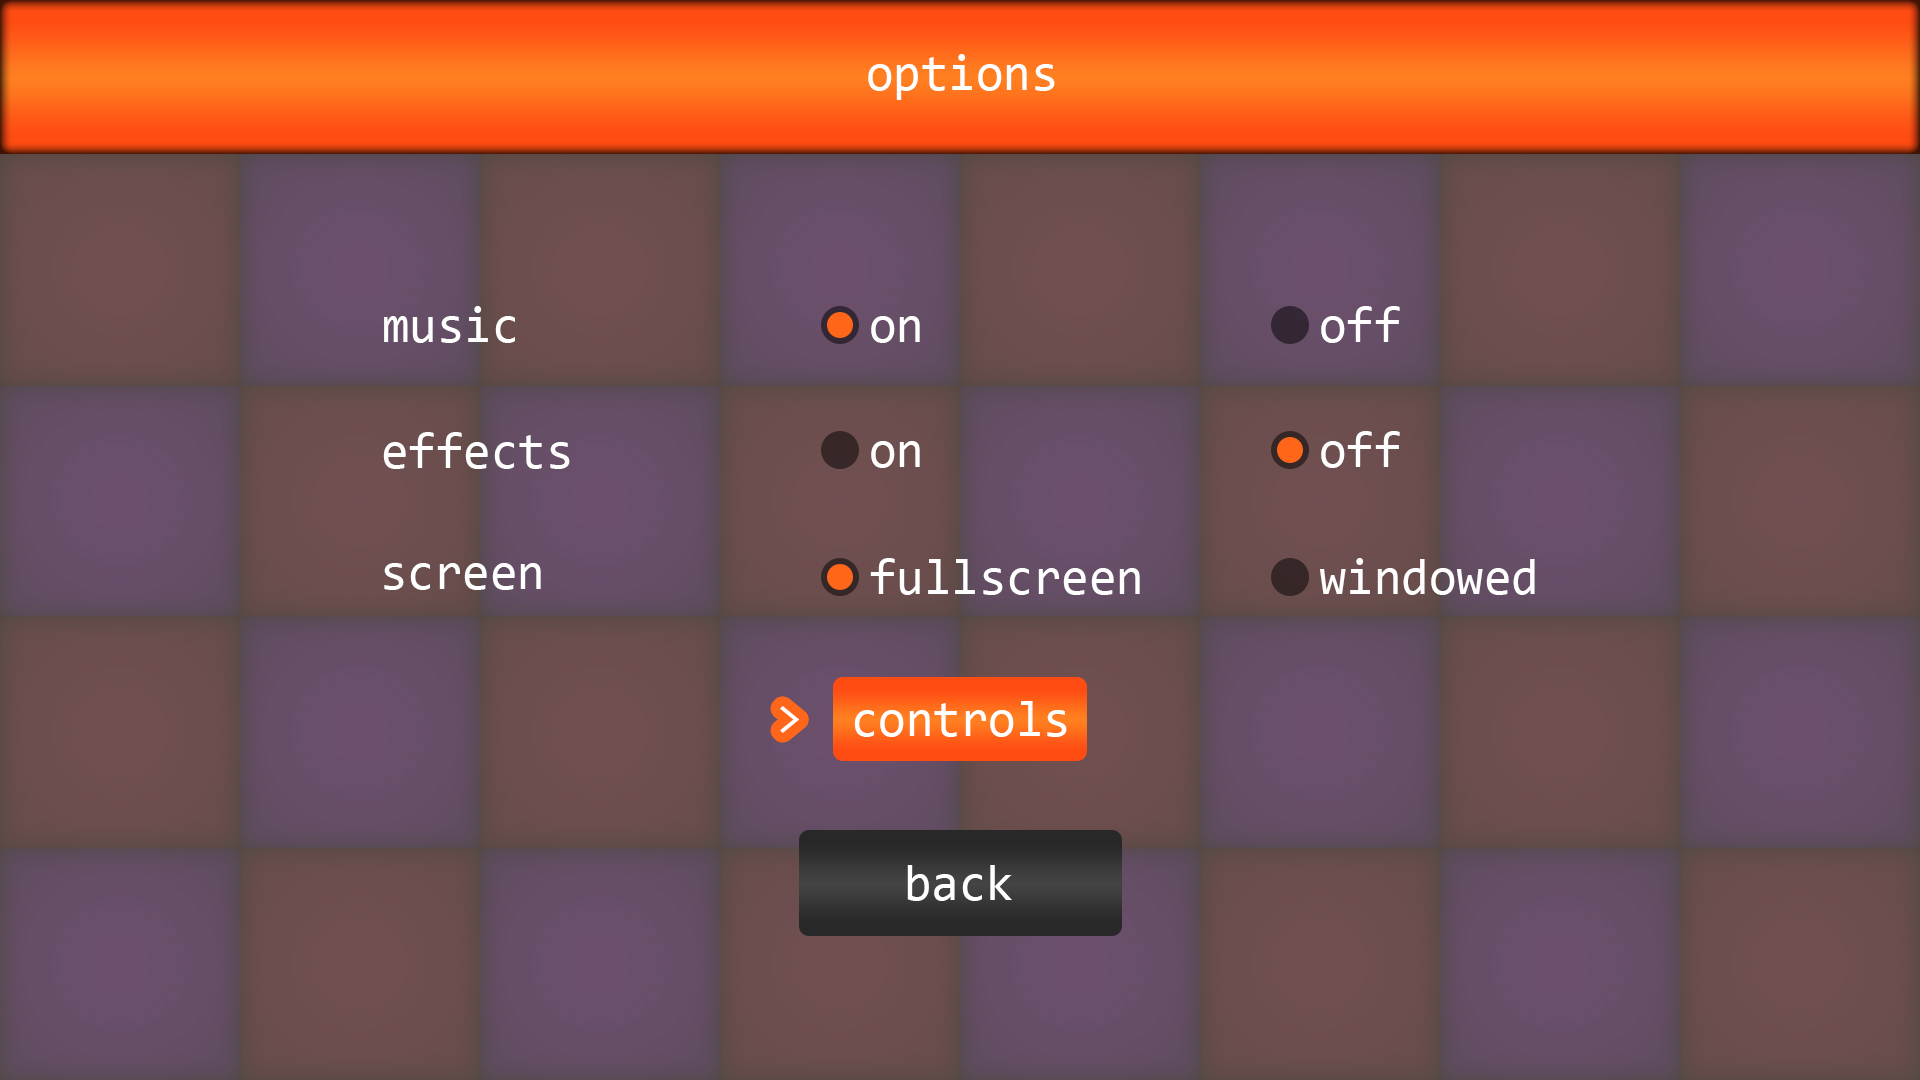 options
music on off
effects on off
screen fullscreen windowed
controls
back